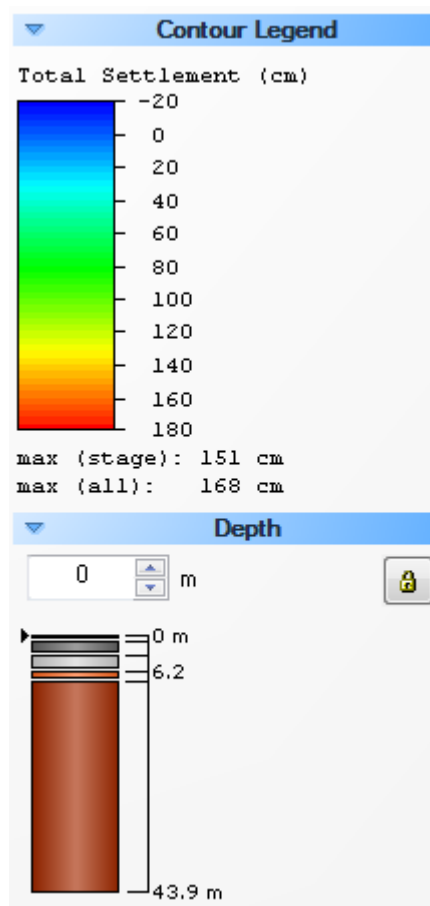 Contour Legend
Total Settlement (cm)
-20
0
20
40
60
80
100
120
140
160
180
max (stage): 151 cm
max (all): 168 cm
Depth
0 m
0 m
6.2
43.9 m